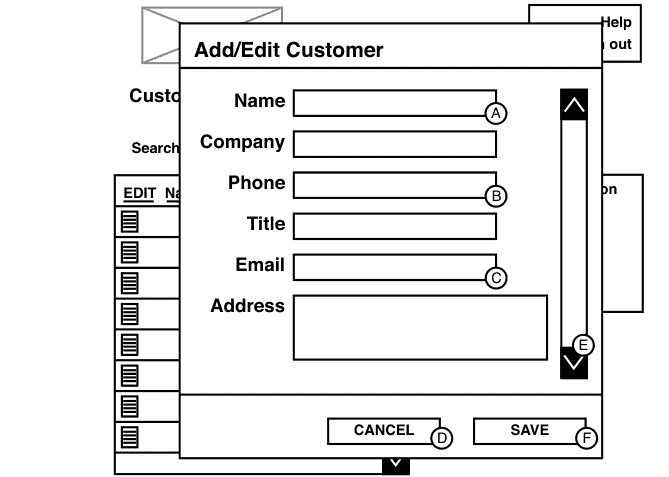 Help
out
Add/Edit Customer
Custo
Name
A
Company
Search
Phone
B
EDIT Na
on
Title
Email
C
Address
E
CANCEL
D
SAVE
F